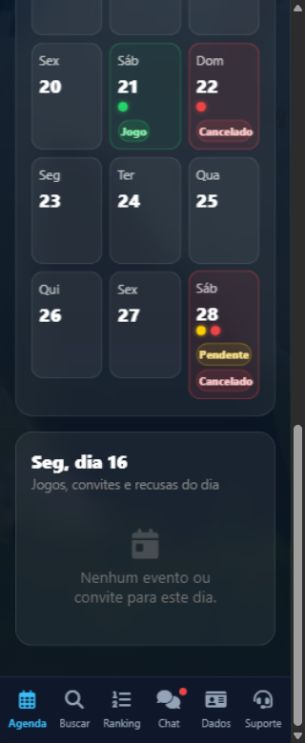 Sex Sáb Dom
20 21 22
Jogo Cancelado
Seg Ter Qua
23 24 25
Qui Sex Sáb
26 27 28
Pendente
Cancelado
Seg, dia 16
Jogos, convites e recusas do dia
Nenhum evento ou
convite para este dia.
Agenda Buscar Ranking Chat Dados Suporte